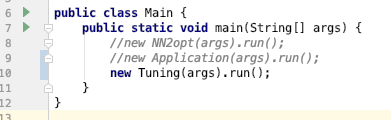 6 public class Main {
7 public static void main(String[] args) {
8 //new NN2opt(args).run();
9 //new Application(args).run();
10 new Tuning(args).run();
11 }
12 }
13